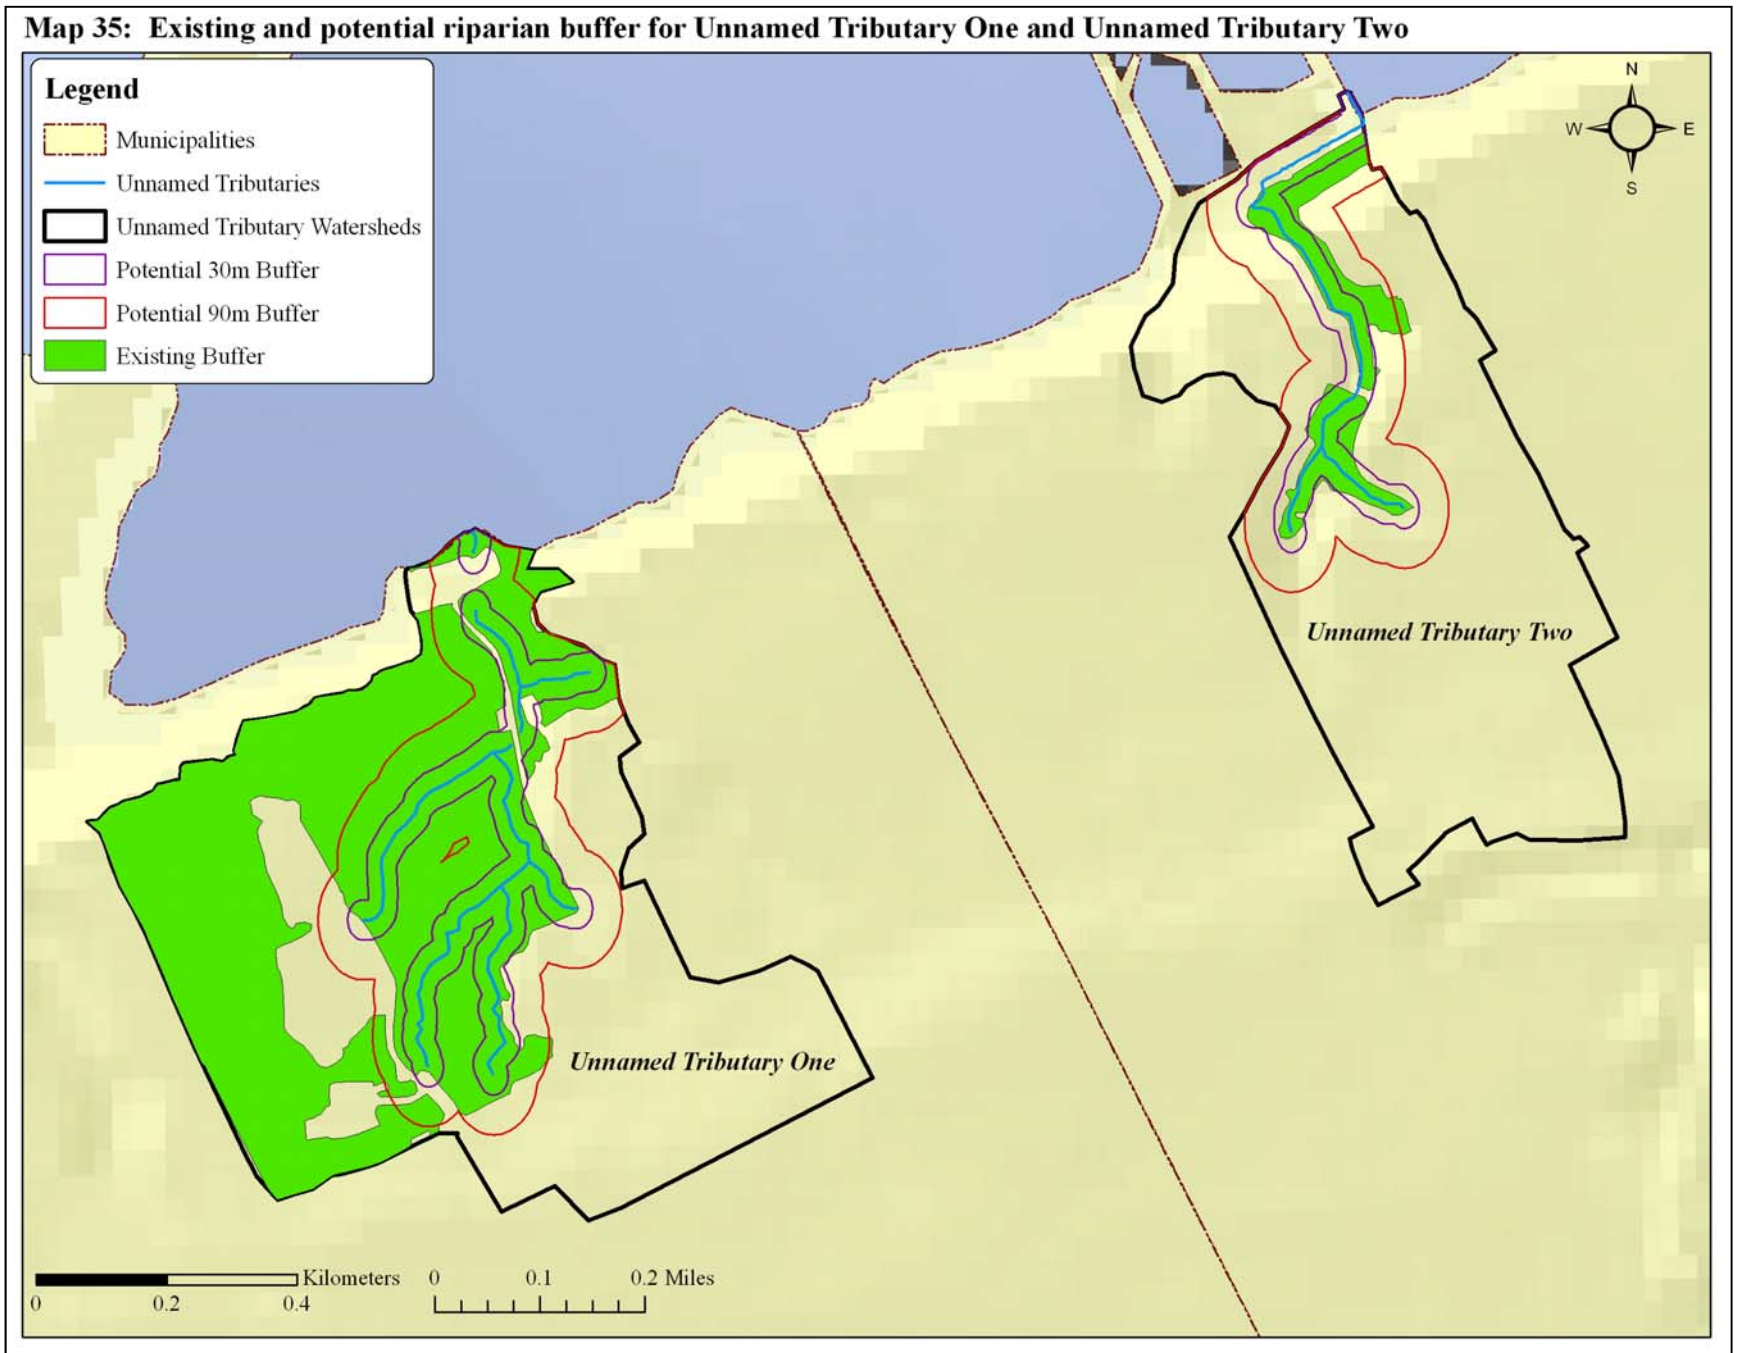 Map 35: Existing and potential riparian buffer for Unnamed Tributary One and Unnamed Tributary Two
Legend
Municipalities
Unnamed Tributaries
Unnamed Tributary Watersheds
Potential 30m Buffer
Potential 90m Buffer
Existing Buffer
N
W E
S
Unnamed Tributary Two
Unnamed Tributary One
Kilometers
0 0.2 0.4
0 0.1 0.2 Miles